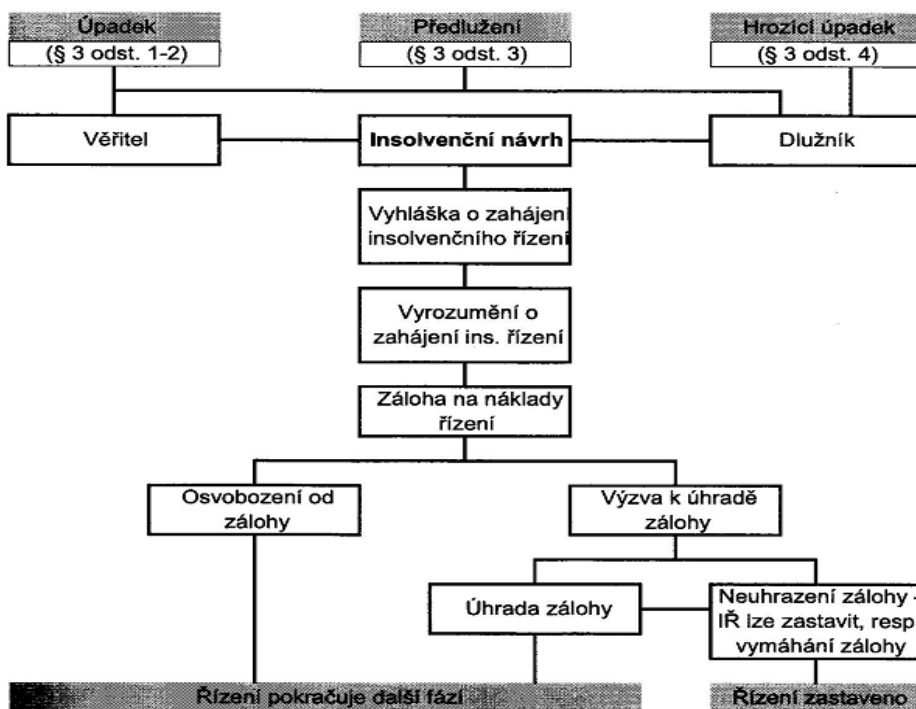 Úpadek
(§ 3 odst. 1-2)
Předlužení
(§ 3 odst. 3)
Hrozící úpadek
(§ 3 odst. 4)
Věřitel
Insolvenční návrh
Dlužník
Vyhláška o zahájení
insolvenčního řízení
Vyrozumění o
zahájení ins. řízení
Záloha na náklady
řízení
Osvobození od
zálohy
Výzva k úhradě
zálohy
Úhrada zálohy
Neuhrazení zálohy -
IŘ lze zastavit, resp.
vymáhání zálohy
Řízení pokračuje další fází
Řízení zastaveno